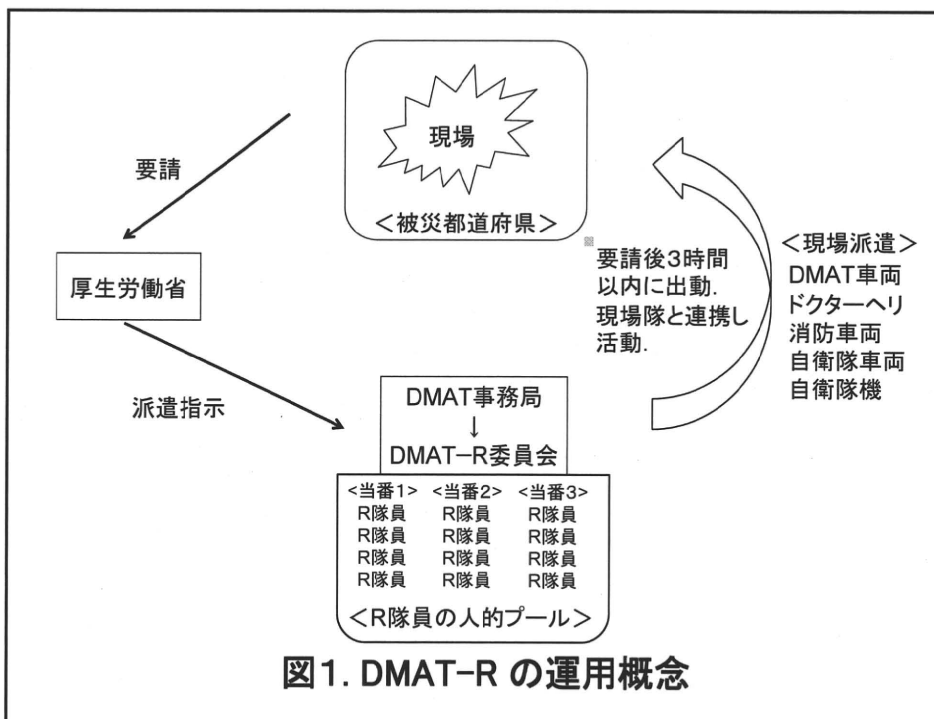 現場
<被災都道府県>
要請
厚生労働省
派遣指示
要請後3時間
以内に出動.
現場隊と連携し
活動.
<現場派遣>
DMAT車両
ドクターヘリ
消防車両
自衛隊車両
自衛隊機
DMAT事務局
↓
DMAT-R委員会
<当番1> <当番2> <当番3>
R隊員 R隊員 R隊員
R隊員 R隊員 R隊員
R隊員 R隊員 R隊員
R隊員 R隊員 R隊員
<R隊員の人的プール>
図1. DMAT-R の運用概念